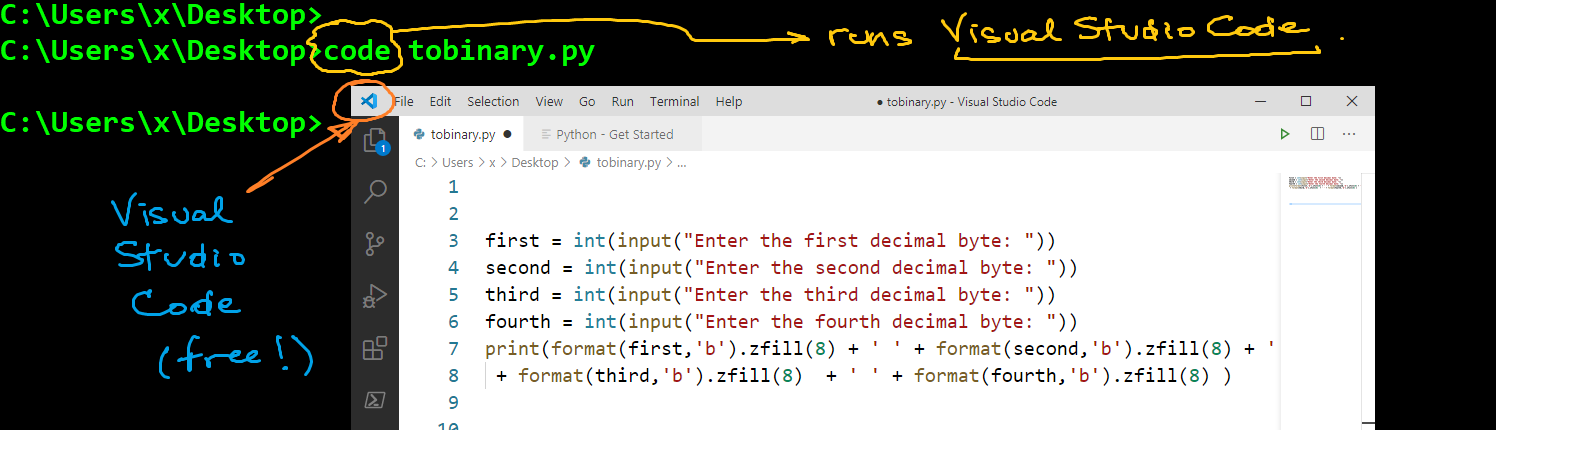 C:\Users\x\Desktop>
C:\Users\x\Desktop>code tobinary.py
runs Visual Studio Code.
C:\Users\x\Desktop>
File Edit Selection View Go Run Terminal Help
● tobinary.py - Visual Studio Code
tobinary.py ●
Python - Get Started
1
C: > Users > x > Desktop > tobinary.py > ...
Visual
Studio
Code
(free!)
1
2
3 first = int(input("Enter the first decimal byte: "))
4 second = int(input("Enter the second decimal byte: "))
5 third = int(input("Enter the third decimal byte: "))
6 fourth = int(input("Enter the fourth decimal byte: "))
7 print(format(first,'b').zfill(8) + ' ' + format(second,'b').zfill(8) + '
8 + format(third,'b').zfill(8)  + ' ' + format(fourth,'b').zfill(8) )
9
10